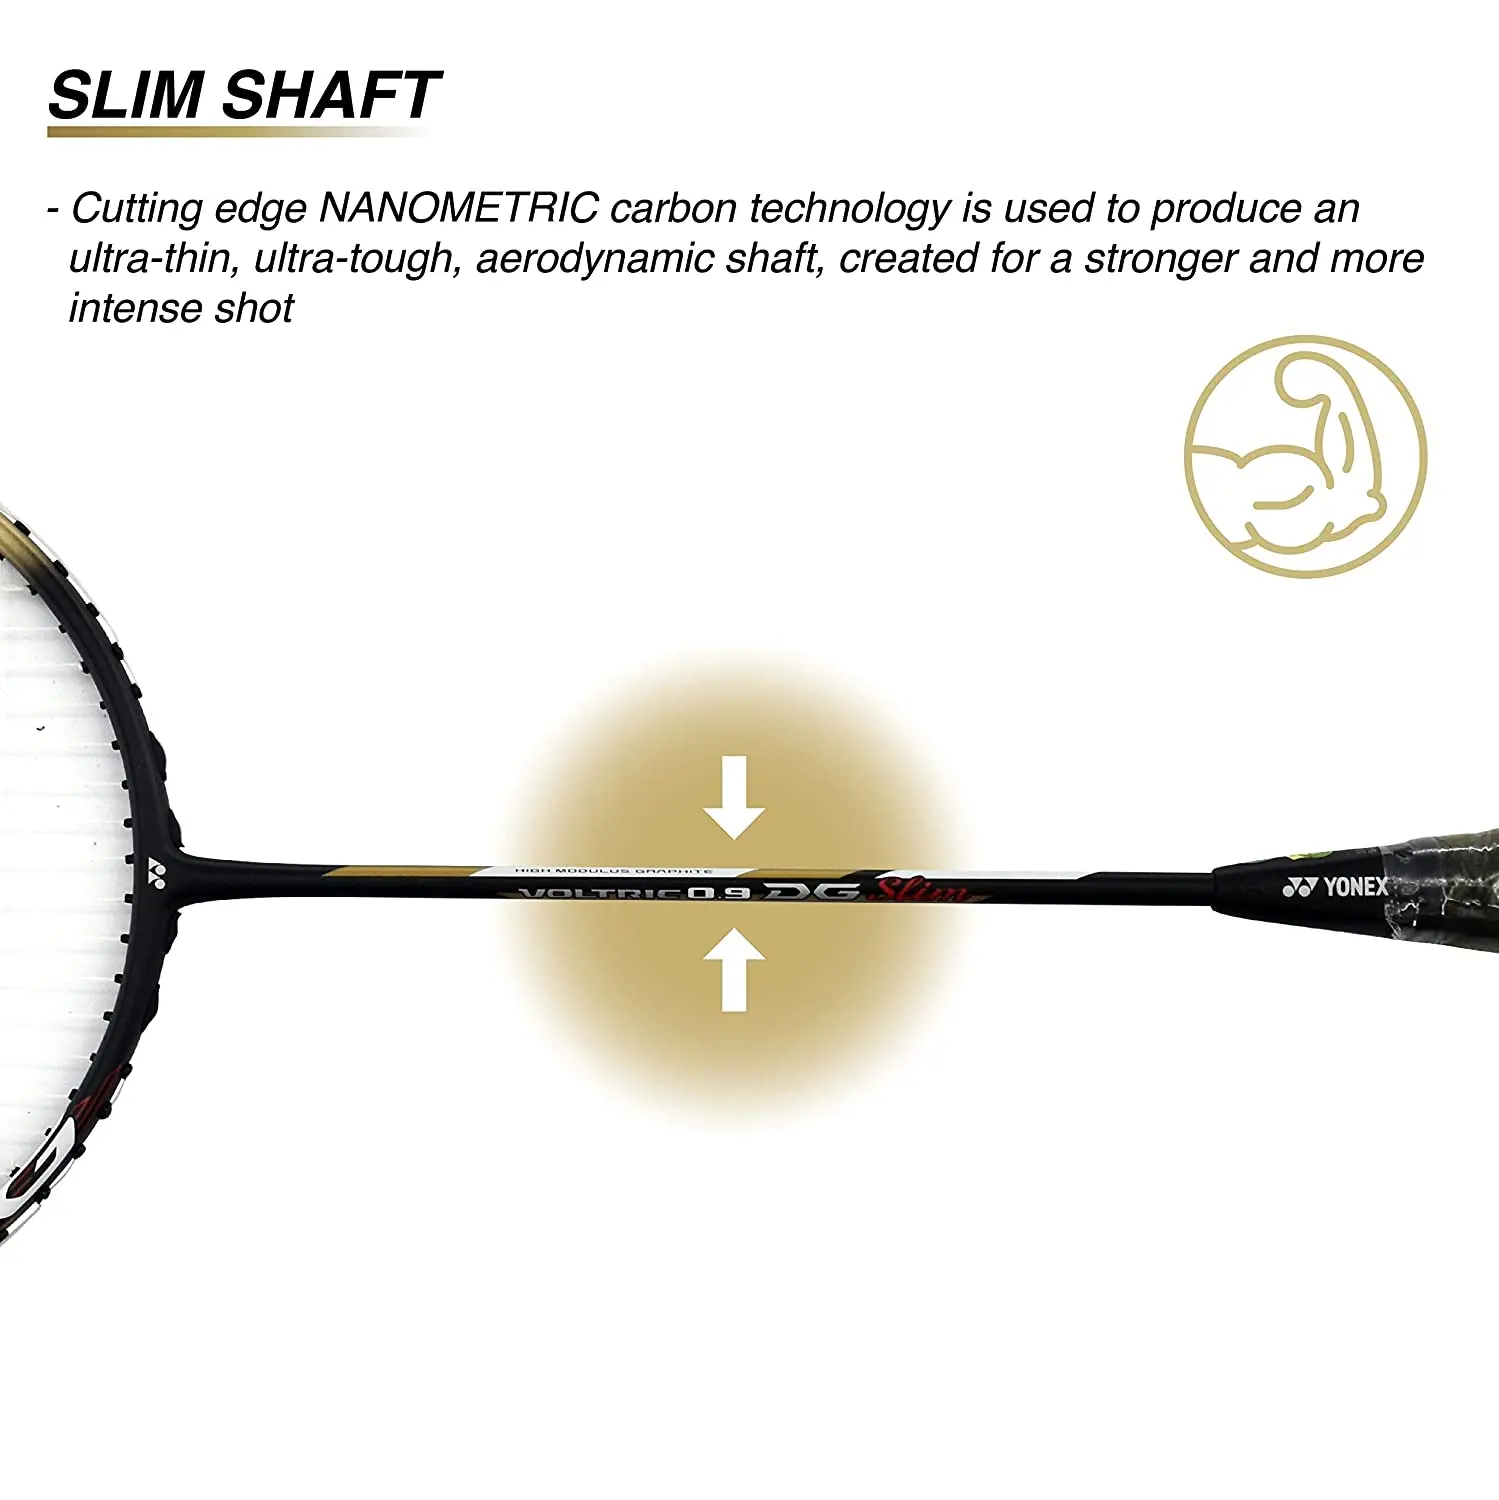 SLIM SHAFT
- Cutting edge NANOMETRIC carbon technology is used to produce an
ultra-thin, ultra-tough, aerodynamic shaft, created for a stronger and more
intense shot
HIGH MODULUS GRAPHITE
VOLTRIC 0.9 DG Slim
YONEX